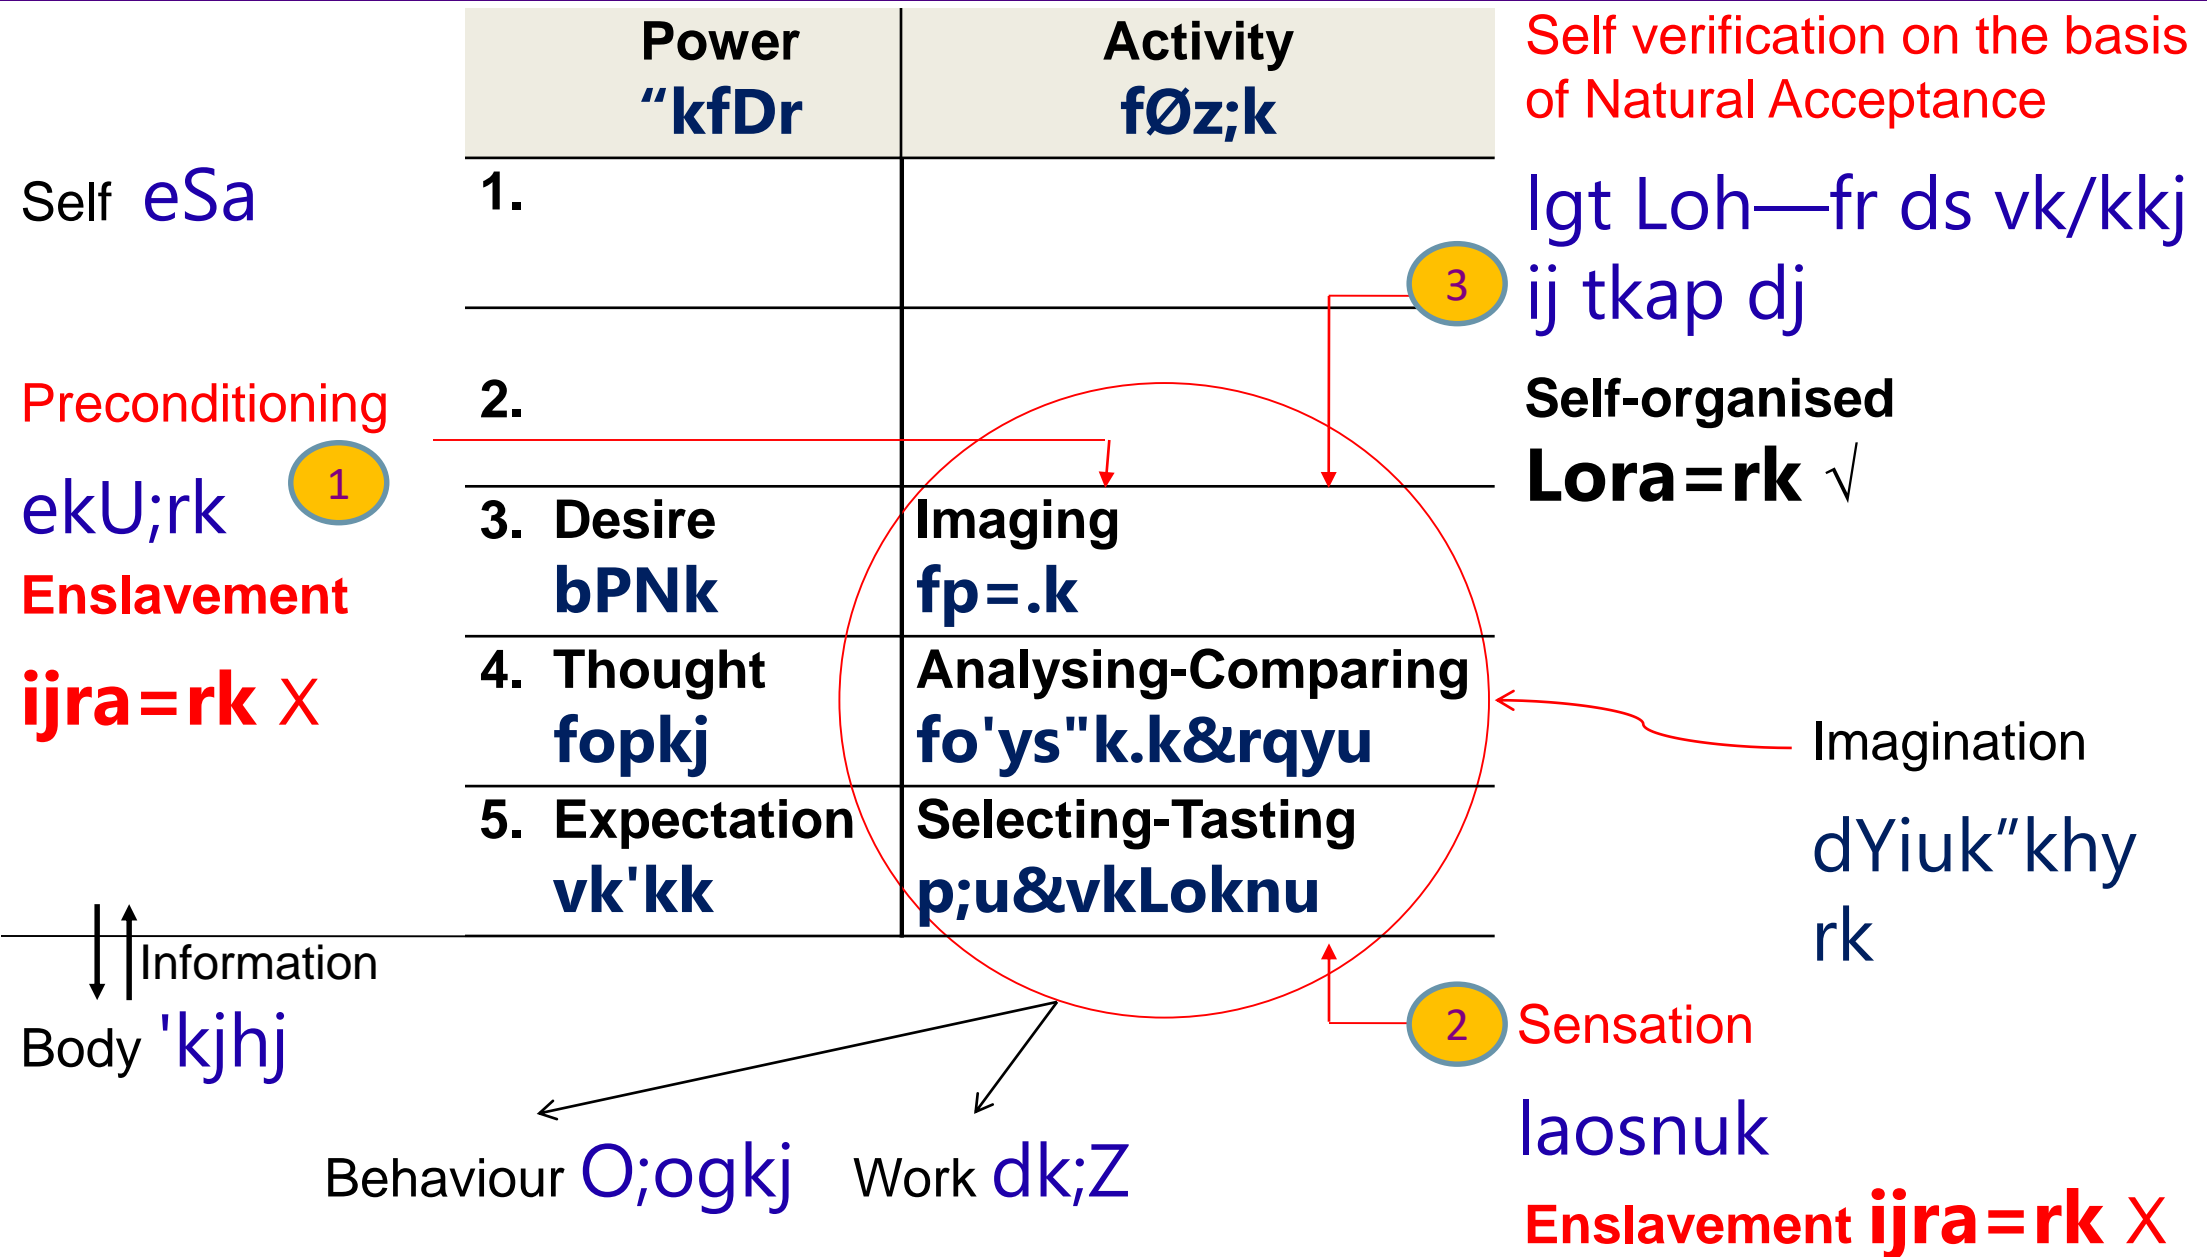 Power
“kfDr
Activity
fØz;k
Self verification on the basis
of Natural Acceptance
lgt Loh—fr ds vk/kkj
ij tkap dj
Self eSa
1.
3
Self-organised
Lora=rk √
Preconditioning
1
ekU;rk
Enslavement
ijra=rk X
2.
3. Desire
bPNk
Imaging
fp=.k
4. Thought
fopkj
Analysing-Comparing
fo'ys"k.k&rqyu
5. Expectation
vk'kk
Selecting-Tasting
p;u&vkLoknu
Imagination
dYiuk”khy
rk
Information
Body 'kjhj
2
Sensation
laosnuk
Enslavement ijra=rk X
Behaviour O;ogkj
Work dk;Z